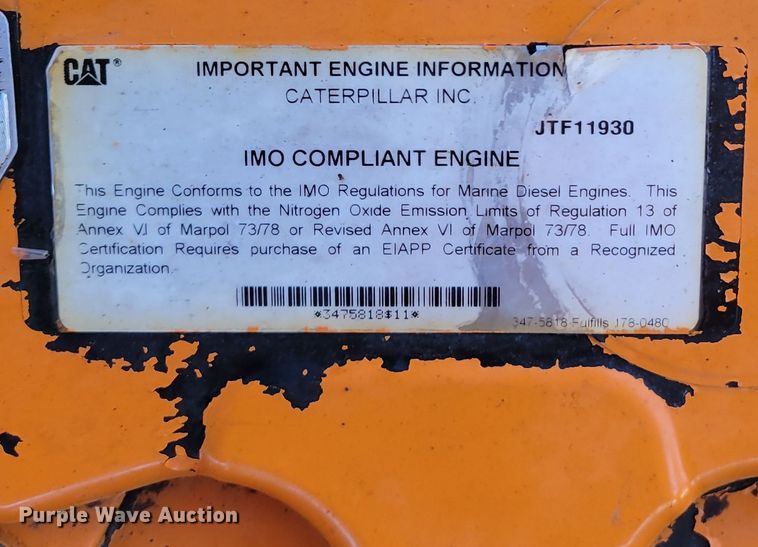 CAT®
IMPORTANT ENGINE INFORMATION
CATERPILLAR INC.
JTF11930
IMO COMPLIANT ENGINE
This Engine Conforms to the IMO Regulations for Marine Diesel Engines. This
Engine Complies with the Nitrogen Oxide Emission Limits of Regulation 13 of
Annex VI of Marpol 73/78 or Revised Annex VI of Marpol 73/78. Full IMO
Certification Requires purchase of an EIAPP Certificate from a Recognized
Organization.
*3475818$11*
347-5818 Fulfills 178-0480
Purple Wave Auction